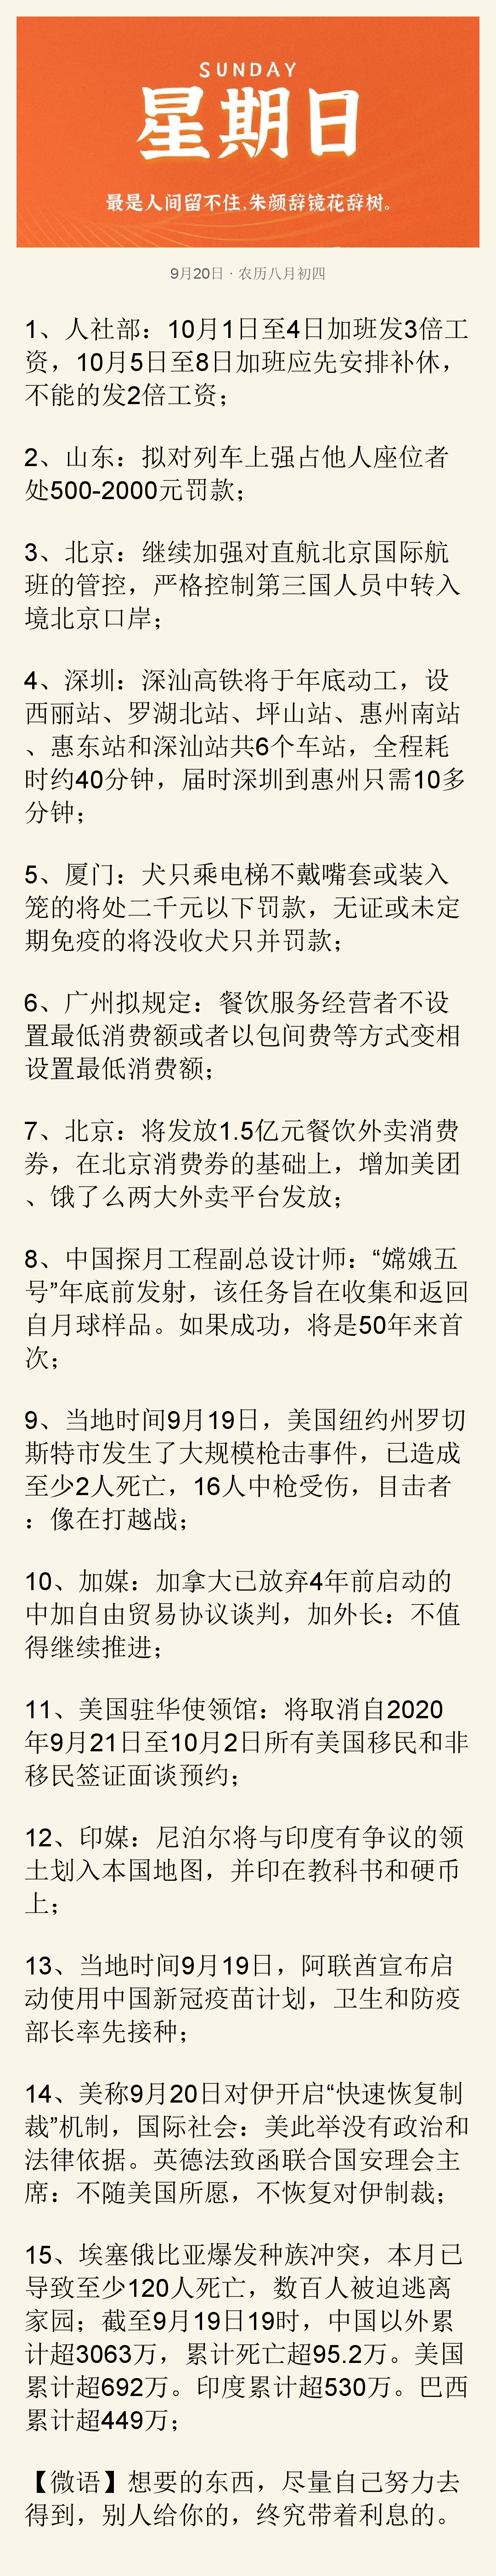 SUNDAY
星期日
最是人间留不住,朱颜辞镜花辞树。
9月20日 · 农历八月初四
1、人社部：10月1日至4日加班发3倍工
资，10月5日至8日加班应先安排补休，
不能的发2倍工资；
2、山东：拟对列车上强占他人座位者
处500-2000元罚款；
3、北京：继续加强对直航北京国际航
班的管控，严格控制第三国人员中转入
境北京口岸；
4、深圳：深汕高铁将于年底动工，设
西丽站、罗湖北站、坪山站、惠州南站
、惠东站和深汕站共6个车站，全程耗
时约40分钟，届时深圳到惠州只需10多
分钟；
5、厦门：犬只乘电梯不戴嘴套或装入
笼的将处二千元以下罚款，无证或未定
期免疫的将没收犬只并罚款；
6、广州拟规定：餐饮服务经营者不设
置最低消费额或者以包间费等方式变相
设置最低消费额；
7、北京：将发放1.5亿元餐饮外卖消费
券，在北京消费券的基础上，增加美团
、饿了么两大外卖平台发放；
8、中国探月工程副总设计师：“嫦娥五
号”年底前发射，该任务旨在收集和返回
自月球样品。如果成功，将是50年来首
次；
9、当地时间9月19日，美国纽约州罗切
斯特市发生了大规模枪击事件，已造成
至少2人死亡，16人中枪受伤，目击者
：像在打越战；
10、加媒：加拿大已放弃4年前启动的
中加自由贸易协议谈判，加外长：不值
得继续推进；
11、美国驻华使领馆：将取消自2020
年9月21日至10月2日所有美国移民和非
移民签证面谈预约；
12、印媒：尼泊尔将与印度有争议的领
土划入本国地图，并印在教科书和硬币
上；
13、当地时间9月19日，阿联酋宣布启
动使用中国新冠疫苗计划，卫生和防疫
部长率先接种；
14、美称9月20日对伊开启“快速恢复制
裁”机制，国际社会：美此举没有政治和
法律依据。英德法致函联合国安理会主
席：不随美国所愿，不恢复对伊制裁；
15、埃塞俄比亚爆发种族冲突，本月已
导致至少120人死亡，数百人被迫逃离
家园；截至9月19日19时，中国以外累
计超3063万，累计死亡超95.2万。美国
累计超692万。印度累计超530万。巴西
累计超449万；
【微语】想要的东西，尽量自己努力去
得到，别人给你的，终究带着利息的。